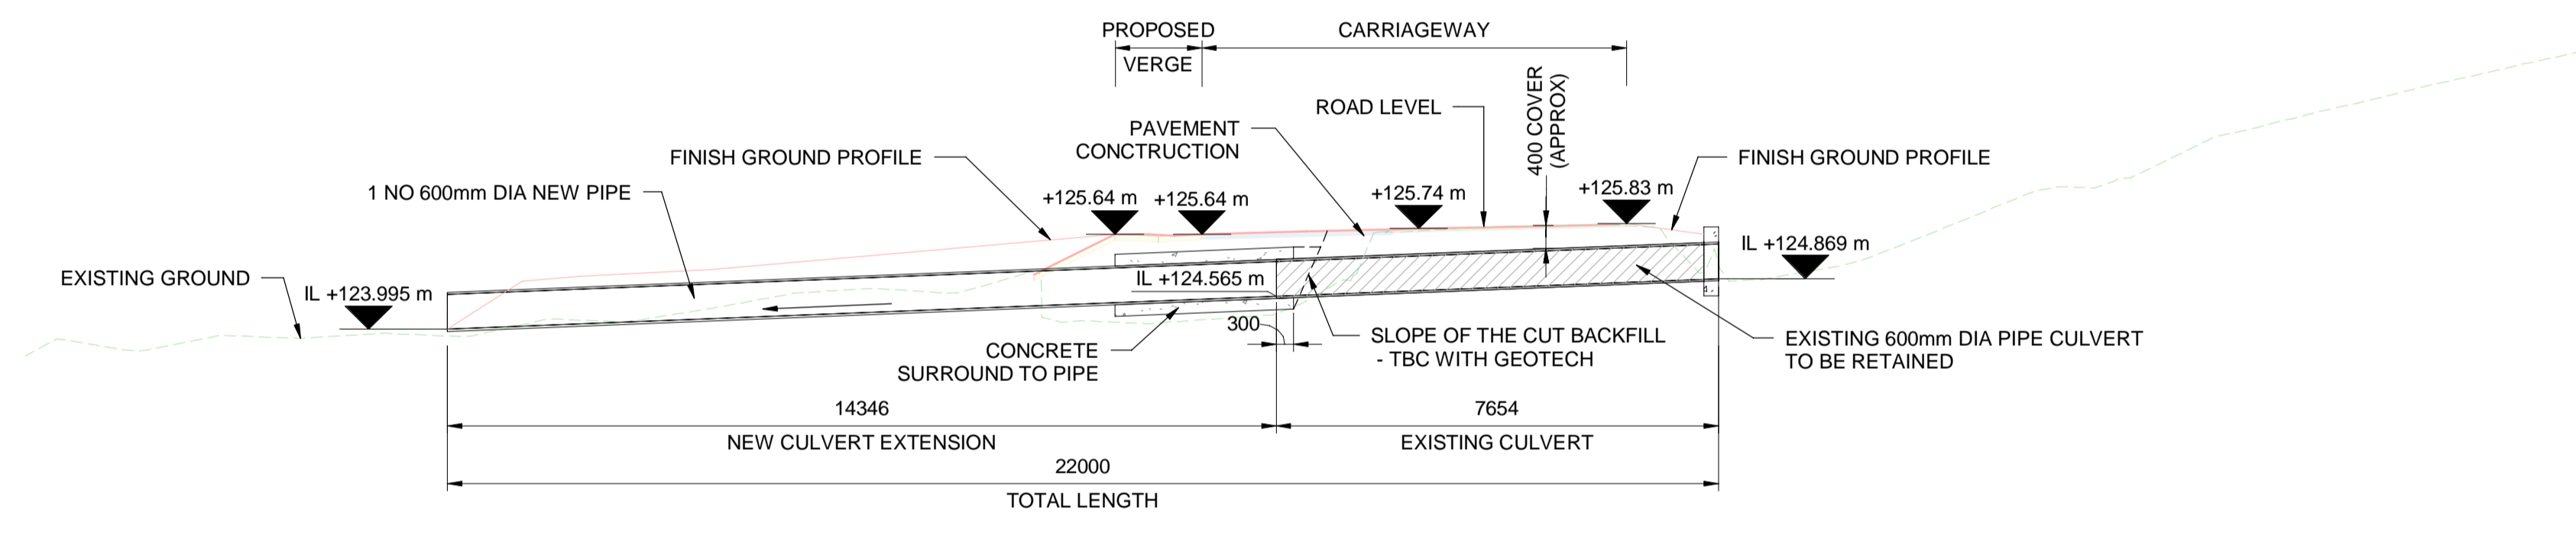 PROPOSED
VERGE
CARRIAGEWAY
400 COVER
(APPROX)
ROAD LEVEL
PAVEMENT
CONCTRUCTION
FINISH GROUND PROFILE
FINISH GROUND PROFILE
1 NO 600mm DIA NEW PIPE
+125.64 m
+125.64 m
+125.74 m
+125.83 m
EXISTING GROUND
IL +123.995 m
IL +124.565 m
IL +124.869 m
300
CONCRETE
SURROUND TO PIPE
SLOPE OF THE CUT BACKFILL
- TBC WITH GEOTECH
EXISTING 600mm DIA PIPE CULVERT
TO BE RETAINED
14346
NEW CULVERT EXTENSION
7654
EXISTING CULVERT
22000
TOTAL LENGTH